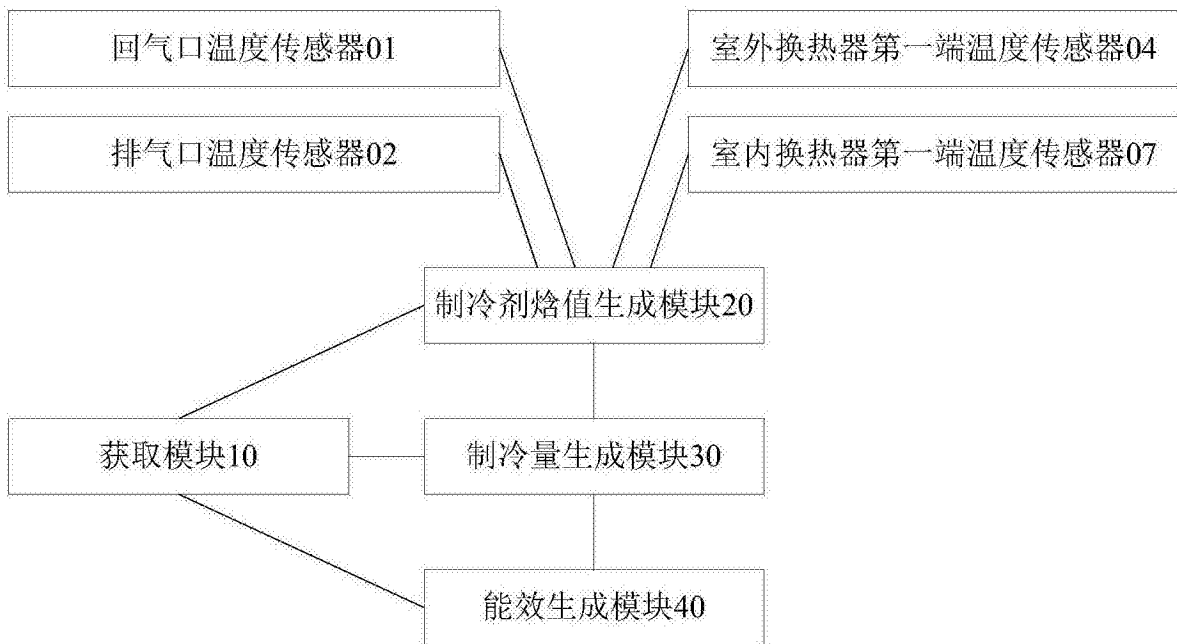 回气口温度传感器01
室外换热器第一端温度传感器04
排气口温度传感器02
室内换热器第一端温度传感器07
制冷剂焓值生成模块20
获取模块10
制冷量生成模块30
能效生成模块40